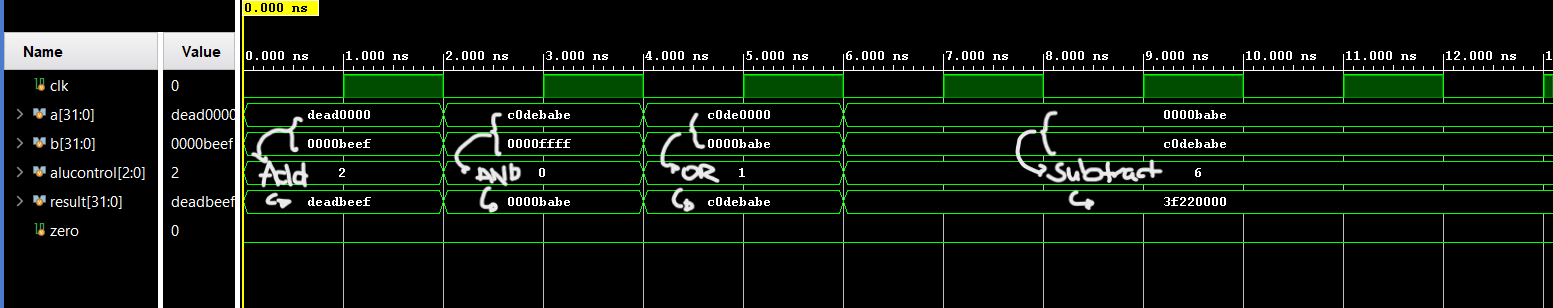 0.000 ns
Name Value
0.000 ns 1.000 ns 2.000 ns 3.000 ns 4.000 ns 5.000 ns 6.000 ns 7.000 ns 8.000 ns 9.000 ns 10.000 ns 11.000 ns 12.000 ns 1
clk 0
a[31:0] dead0000 dead0000 c0debabe c0de0000 0000babe
b[31:0] 0000beef 0000beef 0000ffff 0000babe c0debabe
alucontrol[2:0] 2 Add 2 AND 0 OR 1 Subtract 6
result[31:0] deadbeef deadbeef 0000babe c0debabe 3f220000
zero 0